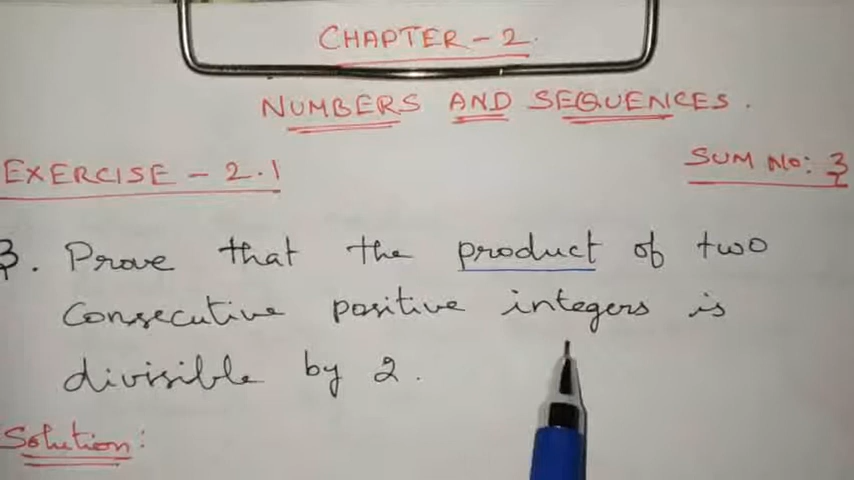 CHAPTER - 2.
NUMBERS AND SEQUENCES.
EXERCISE - 2.1
SUM NO: 3
3. Prove that the product of two
consecutive positive integers is
divisible by 2.
Solution: